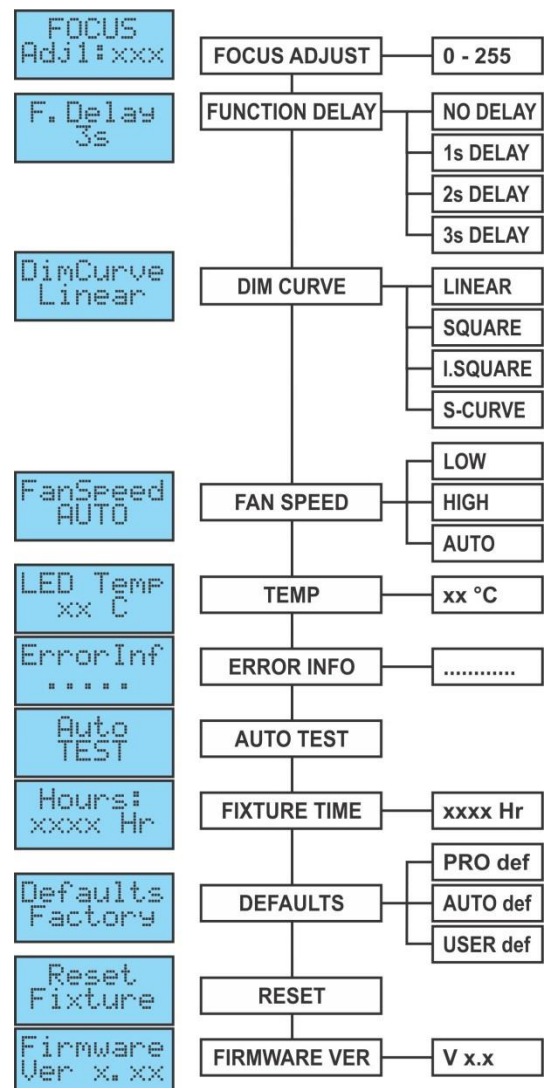 FOCUS
Adj1:xxx
FOCUS ADJUST
0 - 255
F.Delay
3s
FUNCTION DELAY
NO DELAY
1s DELAY
2s DELAY
3s DELAY
DimCurve
Linear
DIM CURVE
LINEAR
SQUARE
I.SQUARE
S-CURVE
FanSpeed
AUTO
FAN SPEED
LOW
HIGH
AUTO
LED Temp
xx C
TEMP
xx °C
ErrorInf
.....
ERROR INFO
............
Auto
TEST
AUTO TEST
Hours:
xxxx Hr
FIXTURE TIME
xxxx Hr
Defaults
Factory
DEFAULTS
PRO def
AUTO def
USER def
Reset
Fixture
RESET
Firmware
Ver x.xx
FIRMWARE VER
V x.x